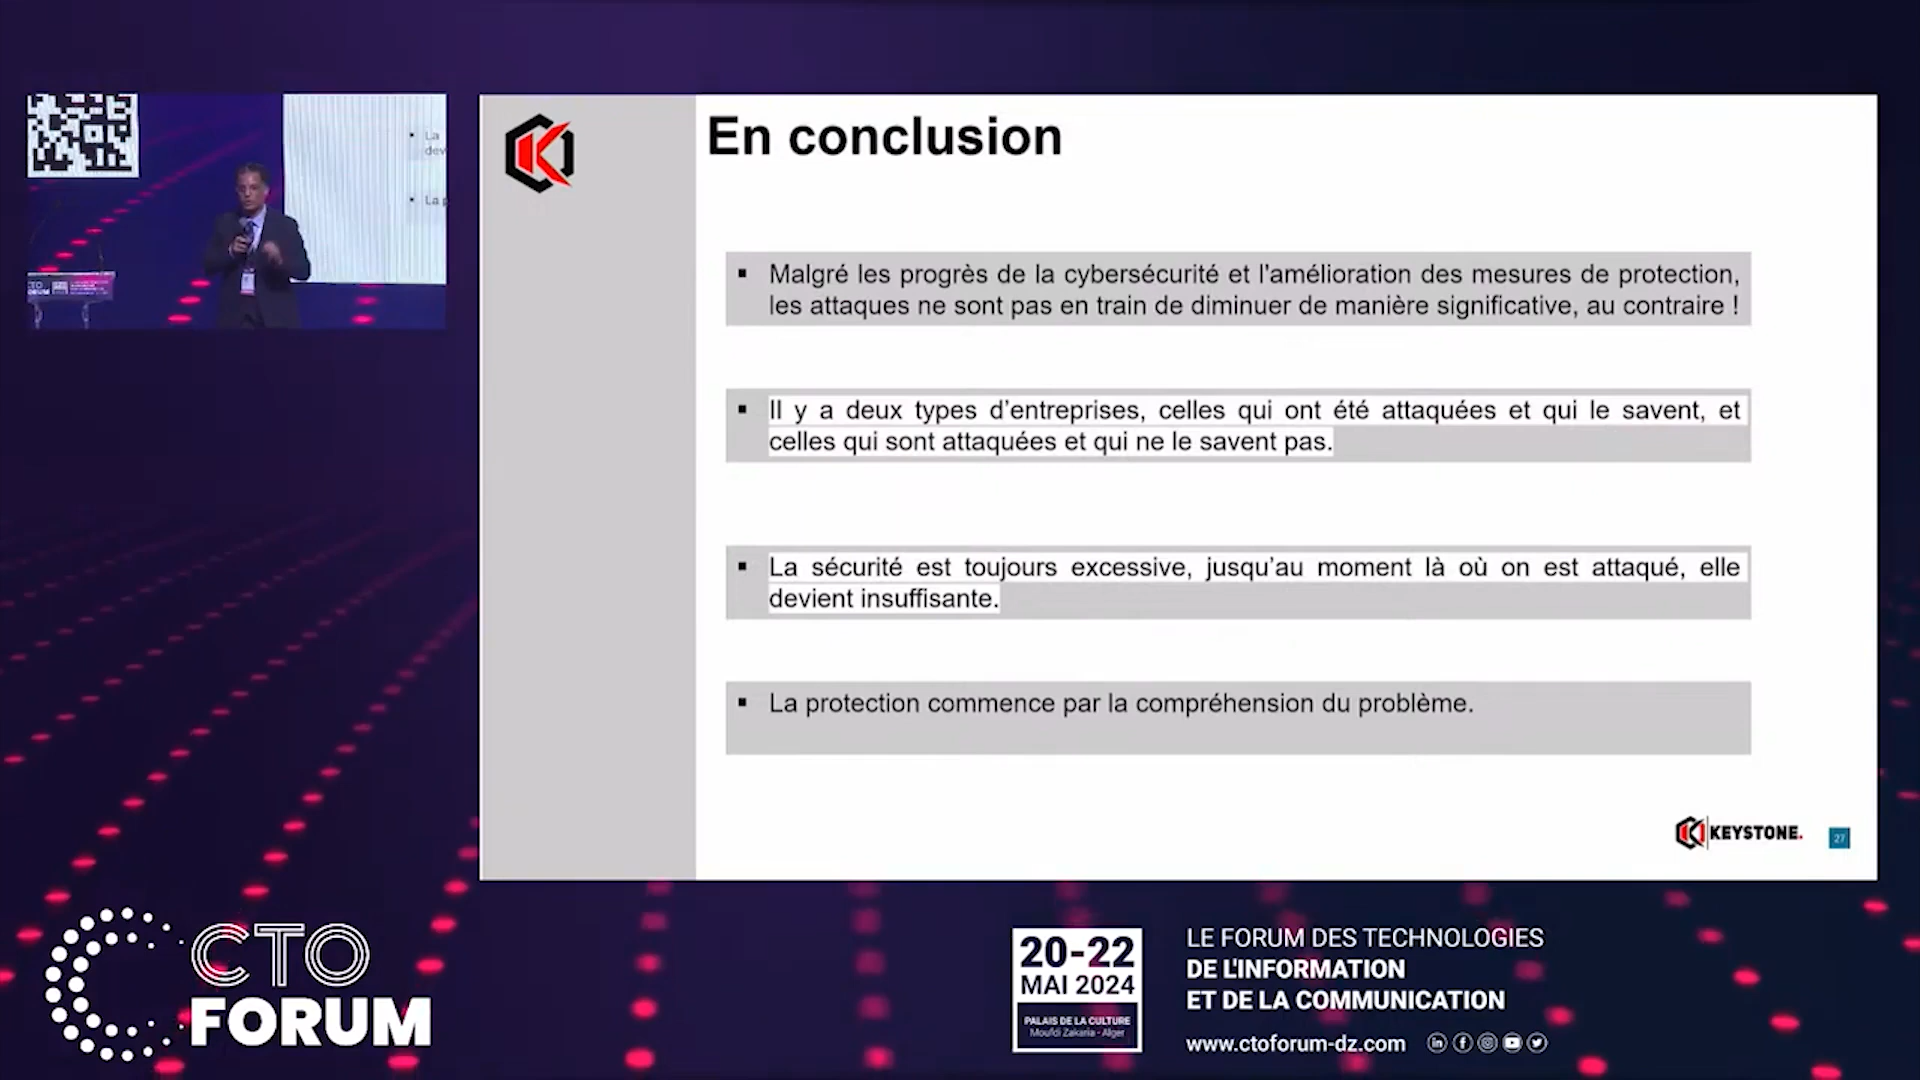 La
dev
La
En conclusion
▪ Malgré les progrès de la cybersécurité et l'amélioration des mesures de protection,
les attaques ne sont pas en train de diminuer de manière significative, au contraire !
▪ Il y a deux types d’entreprises, celles qui ont été attaquées et qui le savent, et
celles qui sont attaquées et qui ne le savent pas.
▪ La sécurité est toujours excessive, jusqu’au moment là où on est attaqué, elle
devient insuffisante.
▪ La protection commence par la compréhension du problème.
KEYSTONE.
27
CTO
FORUM
20-22
MAI 2024
PALAIS DE LA CULTURE
Moufdi Zakaria - Alger
LE FORUM DES TECHNOLOGIES
DE L'INFORMATION
ET DE LA COMMUNICATION
www.ctoforum-dz.com